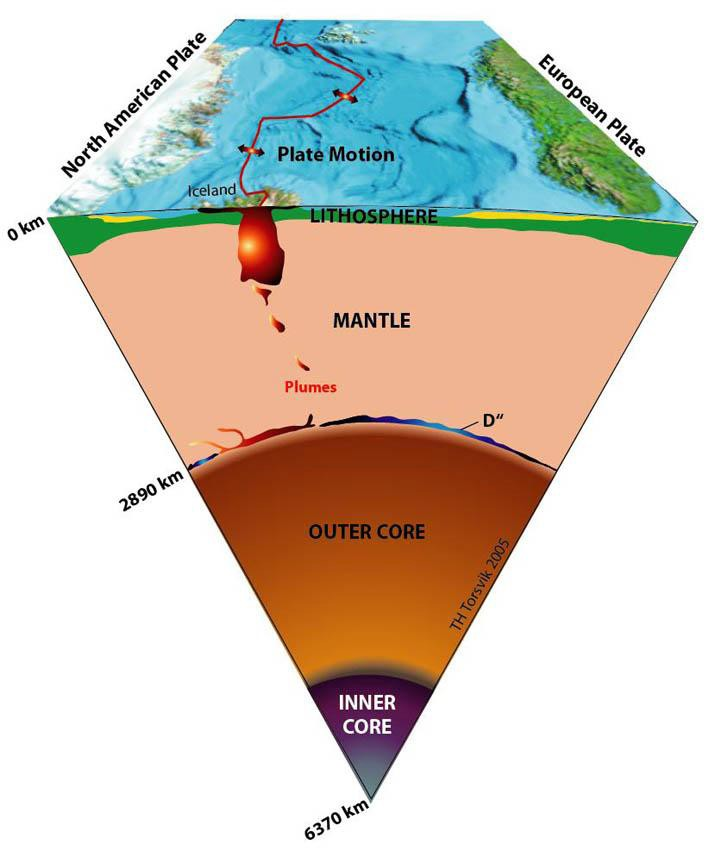 North American Plate
European Plate
Plate Motion
Iceland
0 km
LITHOSPHERE
MANTLE
Plumes
D“
2890 km
OUTER CORE
TH Torsvik 2005
INNER
CORE
6370 km